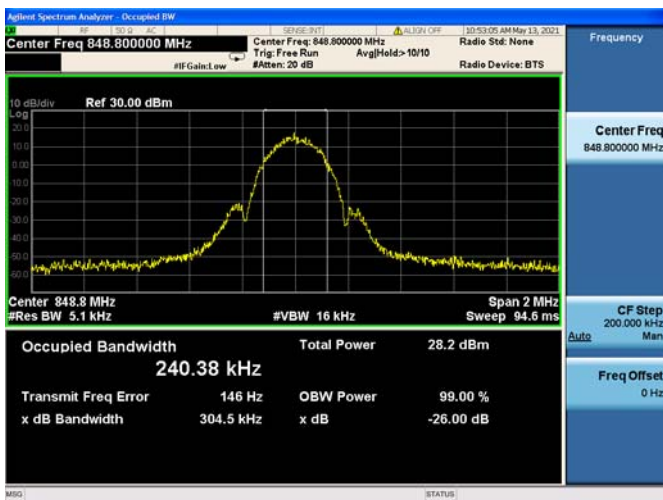 Agilent Spectrum Analyzer - Occupied BW
RF 50 Ω AC SENSE:INT ALIGN OFF 10:53:05 AM May 13, 2021
Center Freq 848.800000 MHz
Center Freq: 848.800000 MHz
Radio Std: None
Trig: Free Run Avg|Hold:>10/10
#IFGain:Low #Atten: 20 dB Radio Device: BTS
10 dB/div Ref 30.00 dBm
Log
20.0
10.0
0.00
Center 848.8 MHz Span 2 MHz
#Res BW 5.1 kHz #VBW 16 kHz Sweep 94.6 ms
Occupied Bandwidth Total Power 28.2 dBm
240.38 kHz
Transmit Freq Error 146 Hz OBW Power 99.00 %
x dB Bandwidth 304.5 kHz x dB -26.00 dB
MSG STATUS
Frequency
Center Freq
848.800000 MHz
CF Step
200.000 kHz
Auto Man
Freq Offset
0 Hz